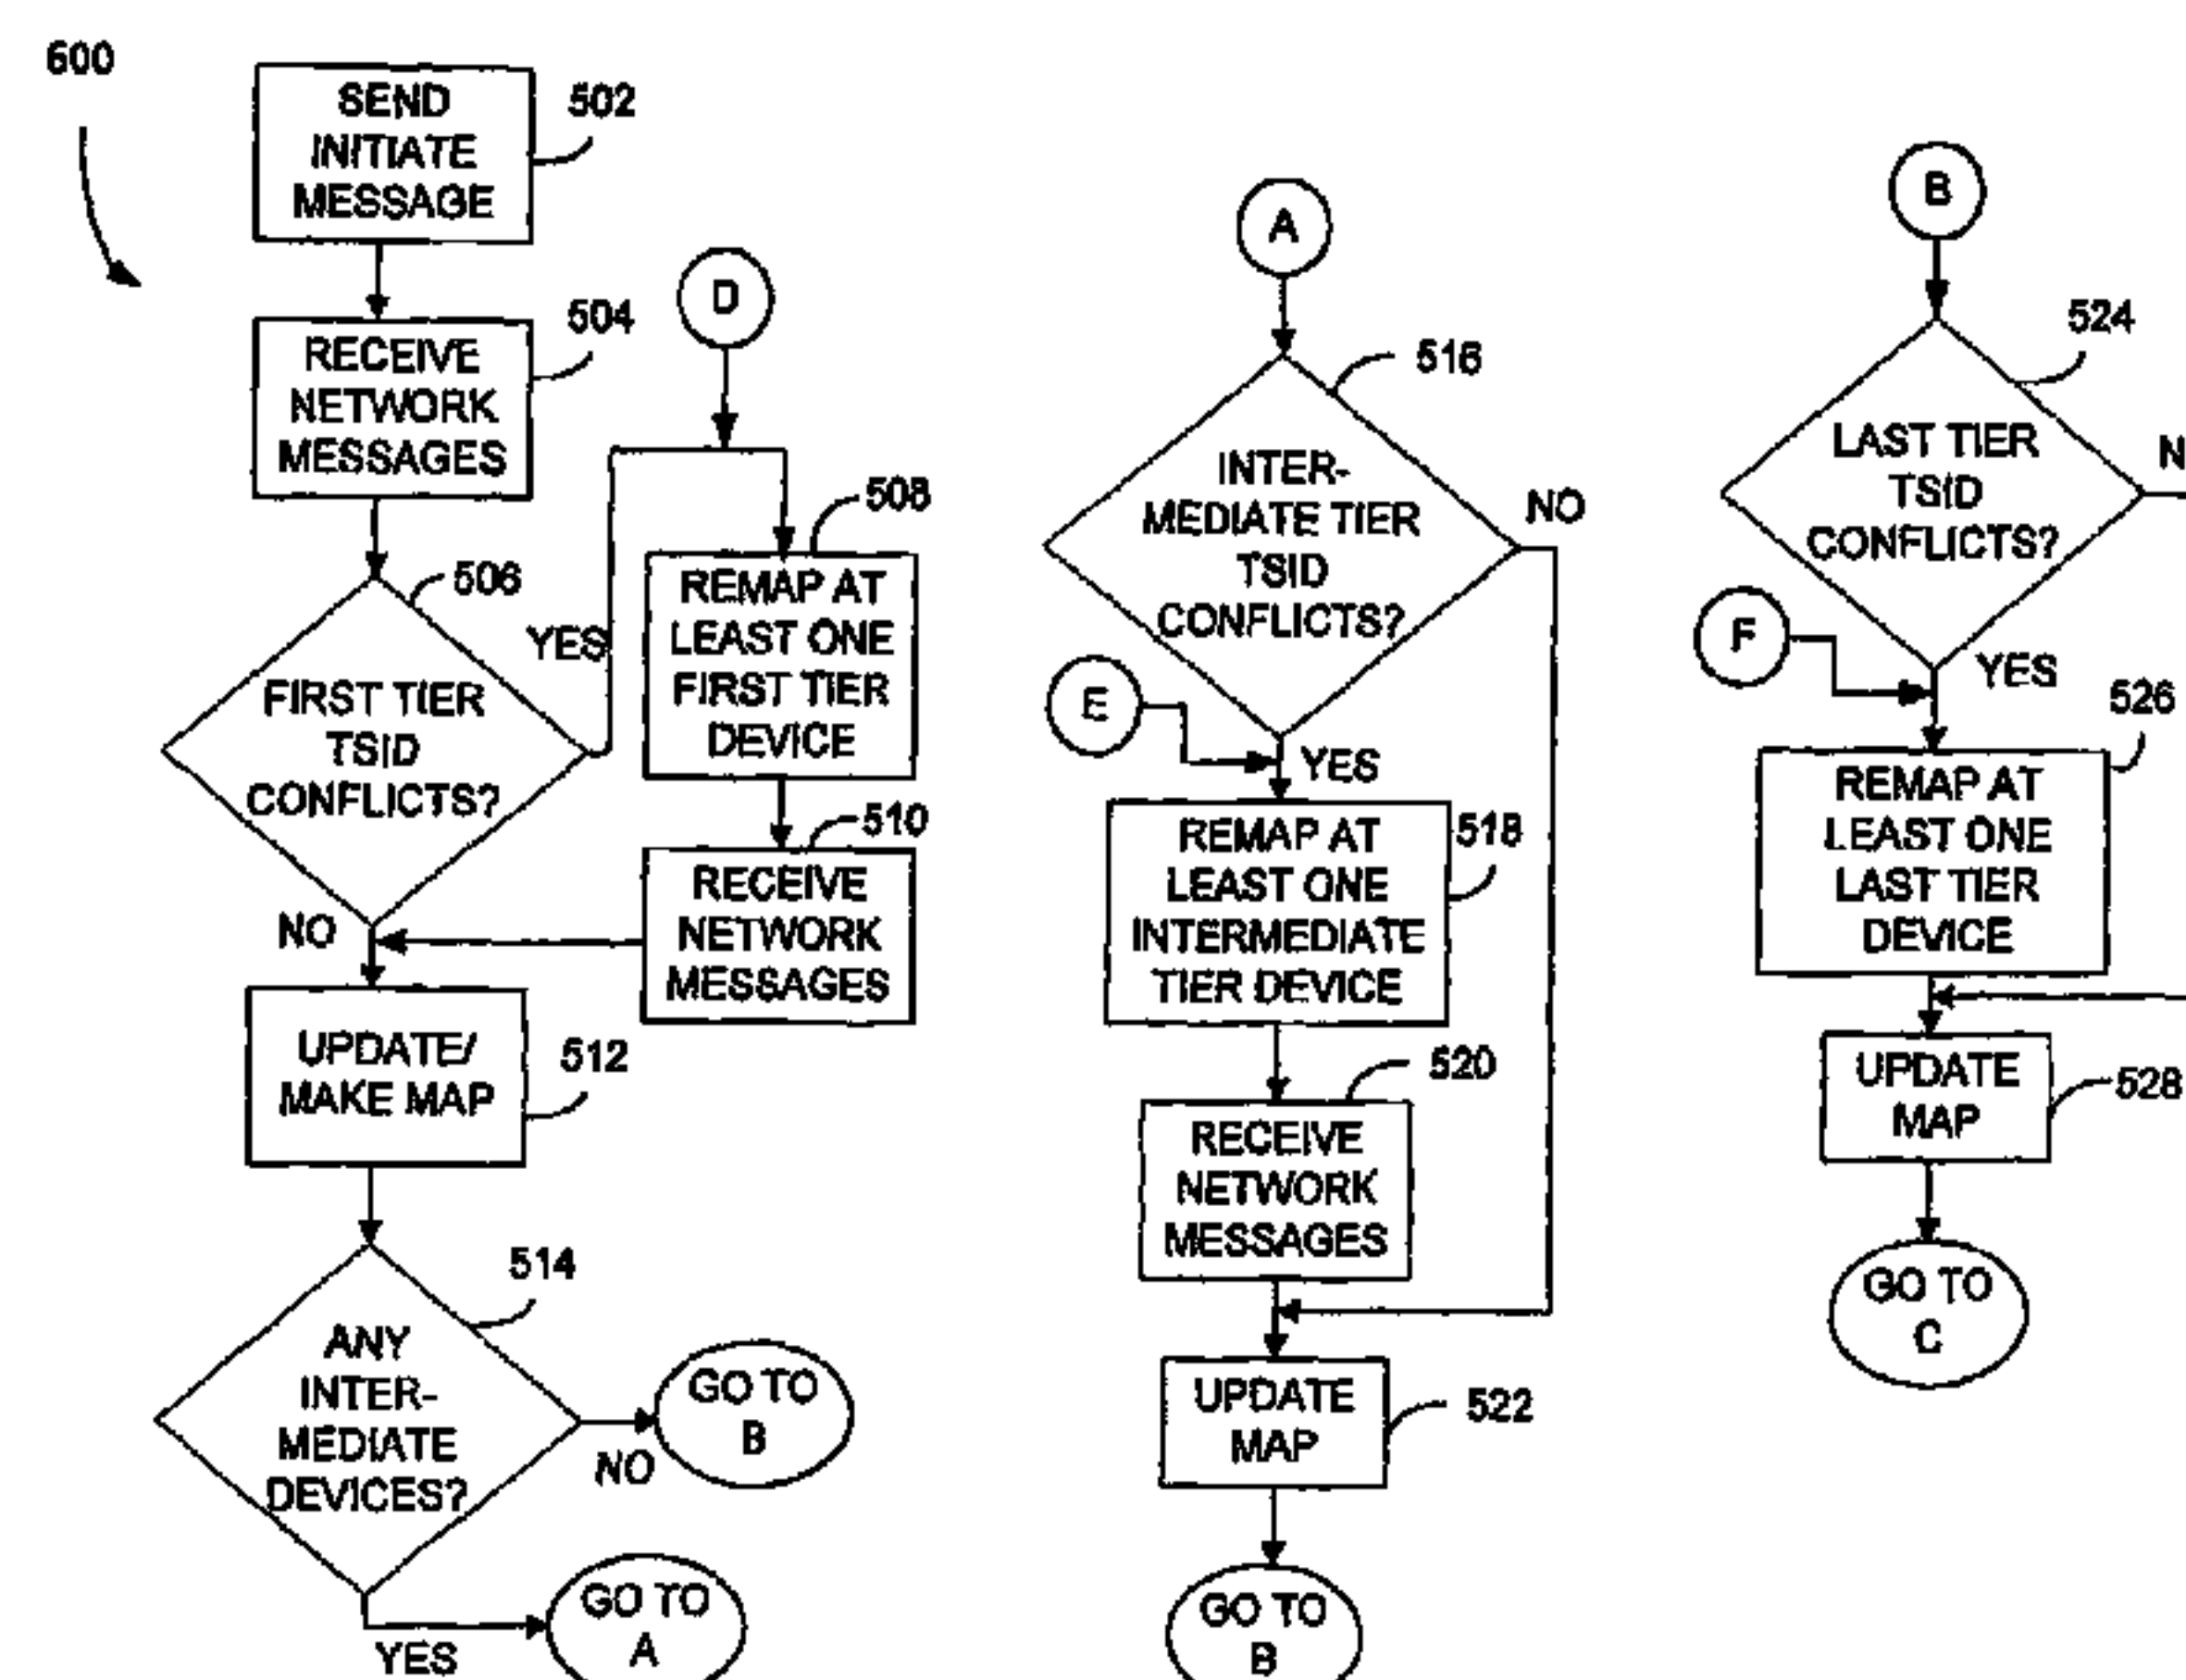 600
SEND
INITIATE
MESSAGE
502
RECEIVE
NETWORK
MESSAGES
504
D
FIRST TIER
TSID
CONFLICTS?
506
YES
NO
REMAP AT
LEAST ONE
FIRST TIER
DEVICE
508
RECEIVE
NETWORK
MESSAGES
510
UPDATE/
MAKE MAP
512
ANY
INTER-
MEDIATE
DEVICES?
514
NO
GO TO
B
YES
GO TO
A
A
INTER-
MEDIATE TIER
TSID
CONFLICTS?
516
NO
E
YES
REMAP AT
LEAST ONE
INTERMEDIATE
TIER DEVICE
518
RECEIVE
NETWORK
MESSAGES
520
UPDATE
MAP
522
GO TO
B
B
LAST TIER
TSID
CONFLICTS?
524
F
YES
REMAP AT
LEAST ONE
LAST TIER
DEVICE
526
UPDATE
MAP
528
GO TO
C